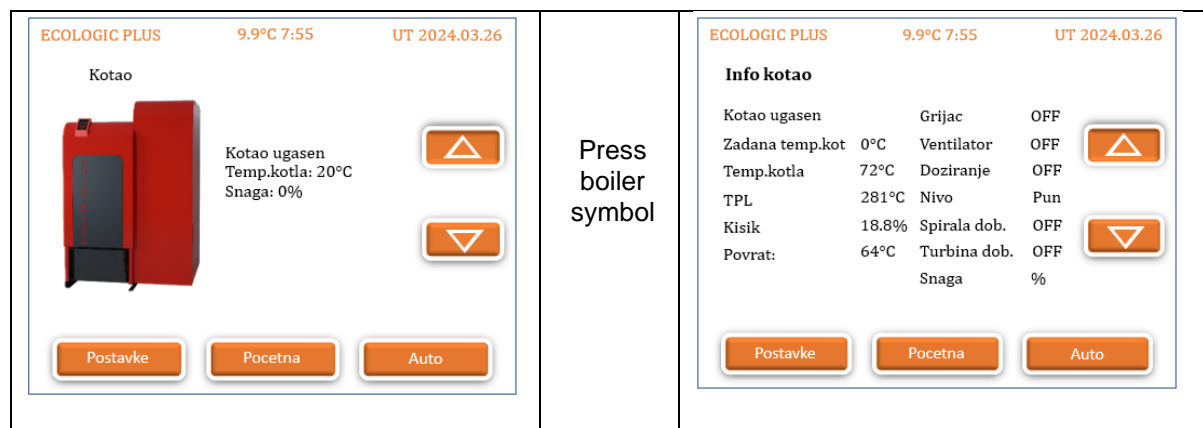 ECOLOGIC PLUS 9.9°C 7:55 UT 2024.03.26
Kotao
Kotao ugasen
Temp.kotla: 20°C
Snaga: 0%
Postavke Pocetna Auto
Press
boiler
symbol
ECOLOGIC PLUS 9.9°C 7:55 UT 2024.03.26
Info kotao
Kotao ugasen Grijac OFF
Zadana temp.kot 0°C Ventilator OFF
Temp.kotla 72°C Doziranje OFF
TPL 281°C Nivo Pun
Kisik 18.8% Spirala dob. OFF
Povrat: 64°C Turbina dob. OFF
Snaga %
Postavke Pocetna Auto